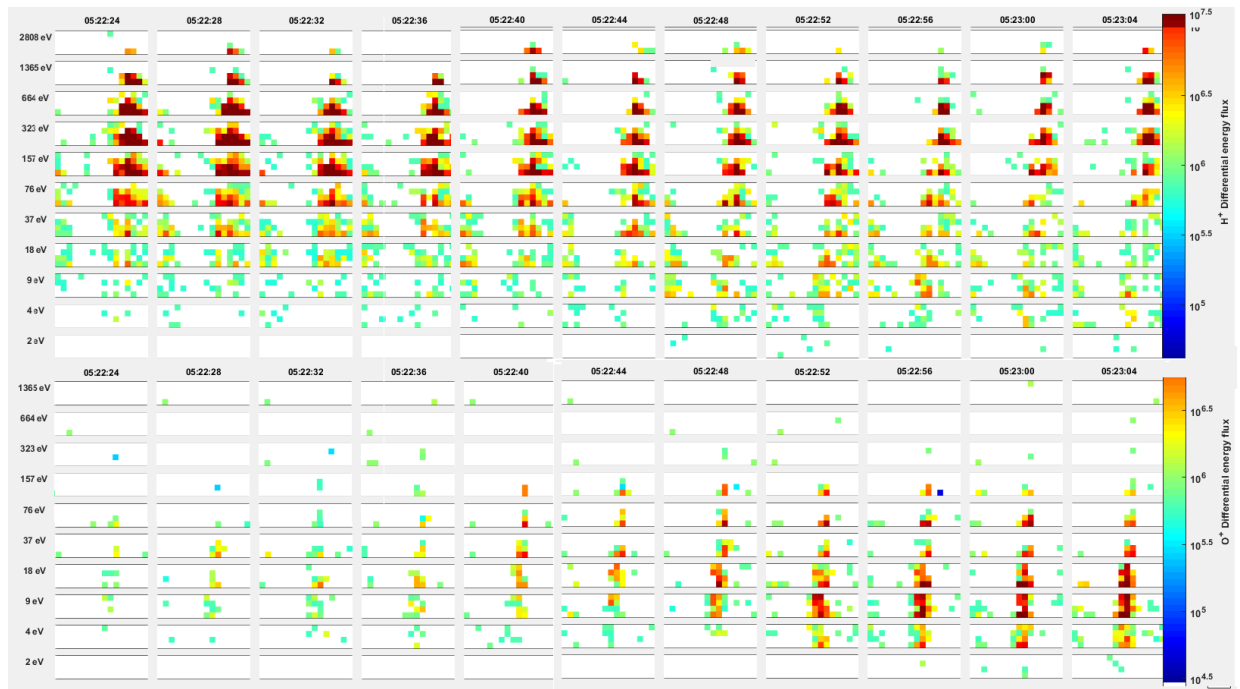 05:22:24 05:22:28 05:22:32 05:22:36 05:22:40 05:22:44 05:22:48 05:22:52 05:22:56 05:23:00 05:23:04
2808 eV
1365 eV
664 eV
323 eV
157 eV
76 eV
37 eV
18 eV
9 eV
4 eV
2 eV
10^7.5
10^6.5
10^6
10^5.5
10^5
H+ Differential energy flux
05:22:24 05:22:28 05:22:32 05:22:36 05:22:40 05:22:44 05:22:48 05:22:52 05:22:56 05:23:00 05:23:04
1365 eV
664 eV
323 eV
157 eV
76 eV
37 eV
18 eV
9 eV
4 eV
2 eV
10^6.5
10^6
10^5.5
10^5
10^4.5
O+ Differential energy flux